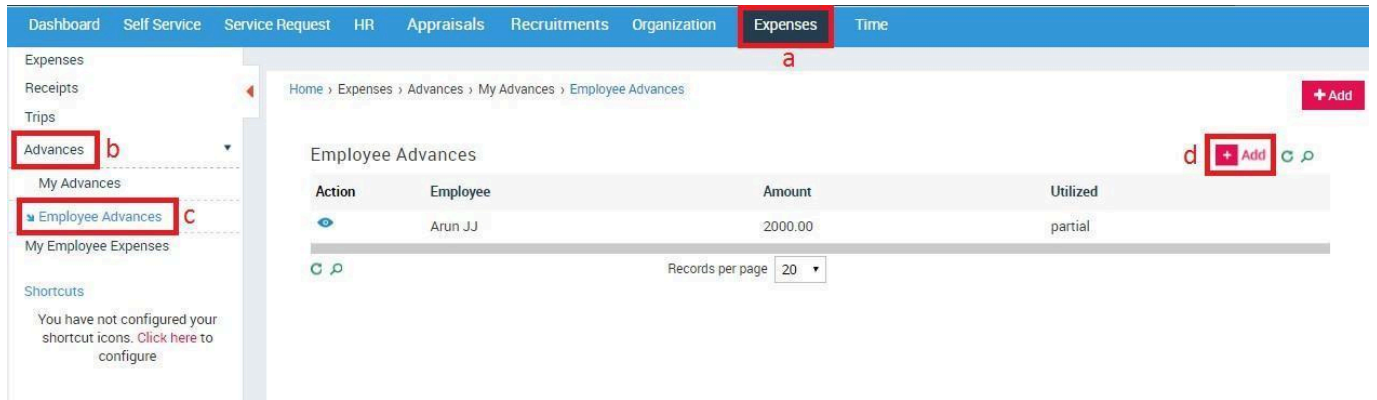 Dashboard Self Service Service Request HR Appraisals Recruitments Organization Expenses Time
a
Expenses
Receipts
Trips
Advances b
My Advances
Employee Advances c
My Employee Expenses
Shortcuts
You have not configured your
shortcut icons. Click here to
configure
Home › Expenses › Advances › My Advances › Employee Advances
+ Add
Employee Advances
d + Add
Action Employee Amount Utilized
Arun JJ 2000.00 partial
Records per page 20